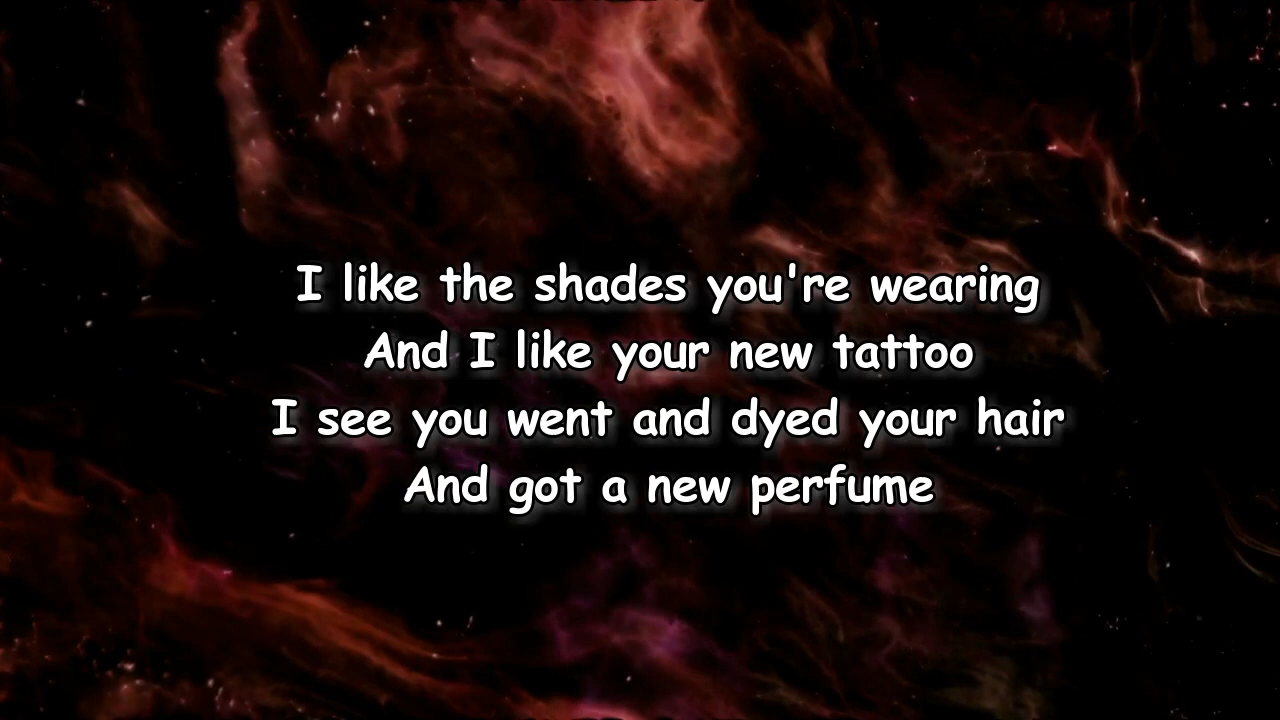 I like the shades you're wearing
And I like your new tattoo
I see you went and dyed your hair
And got a new perfume